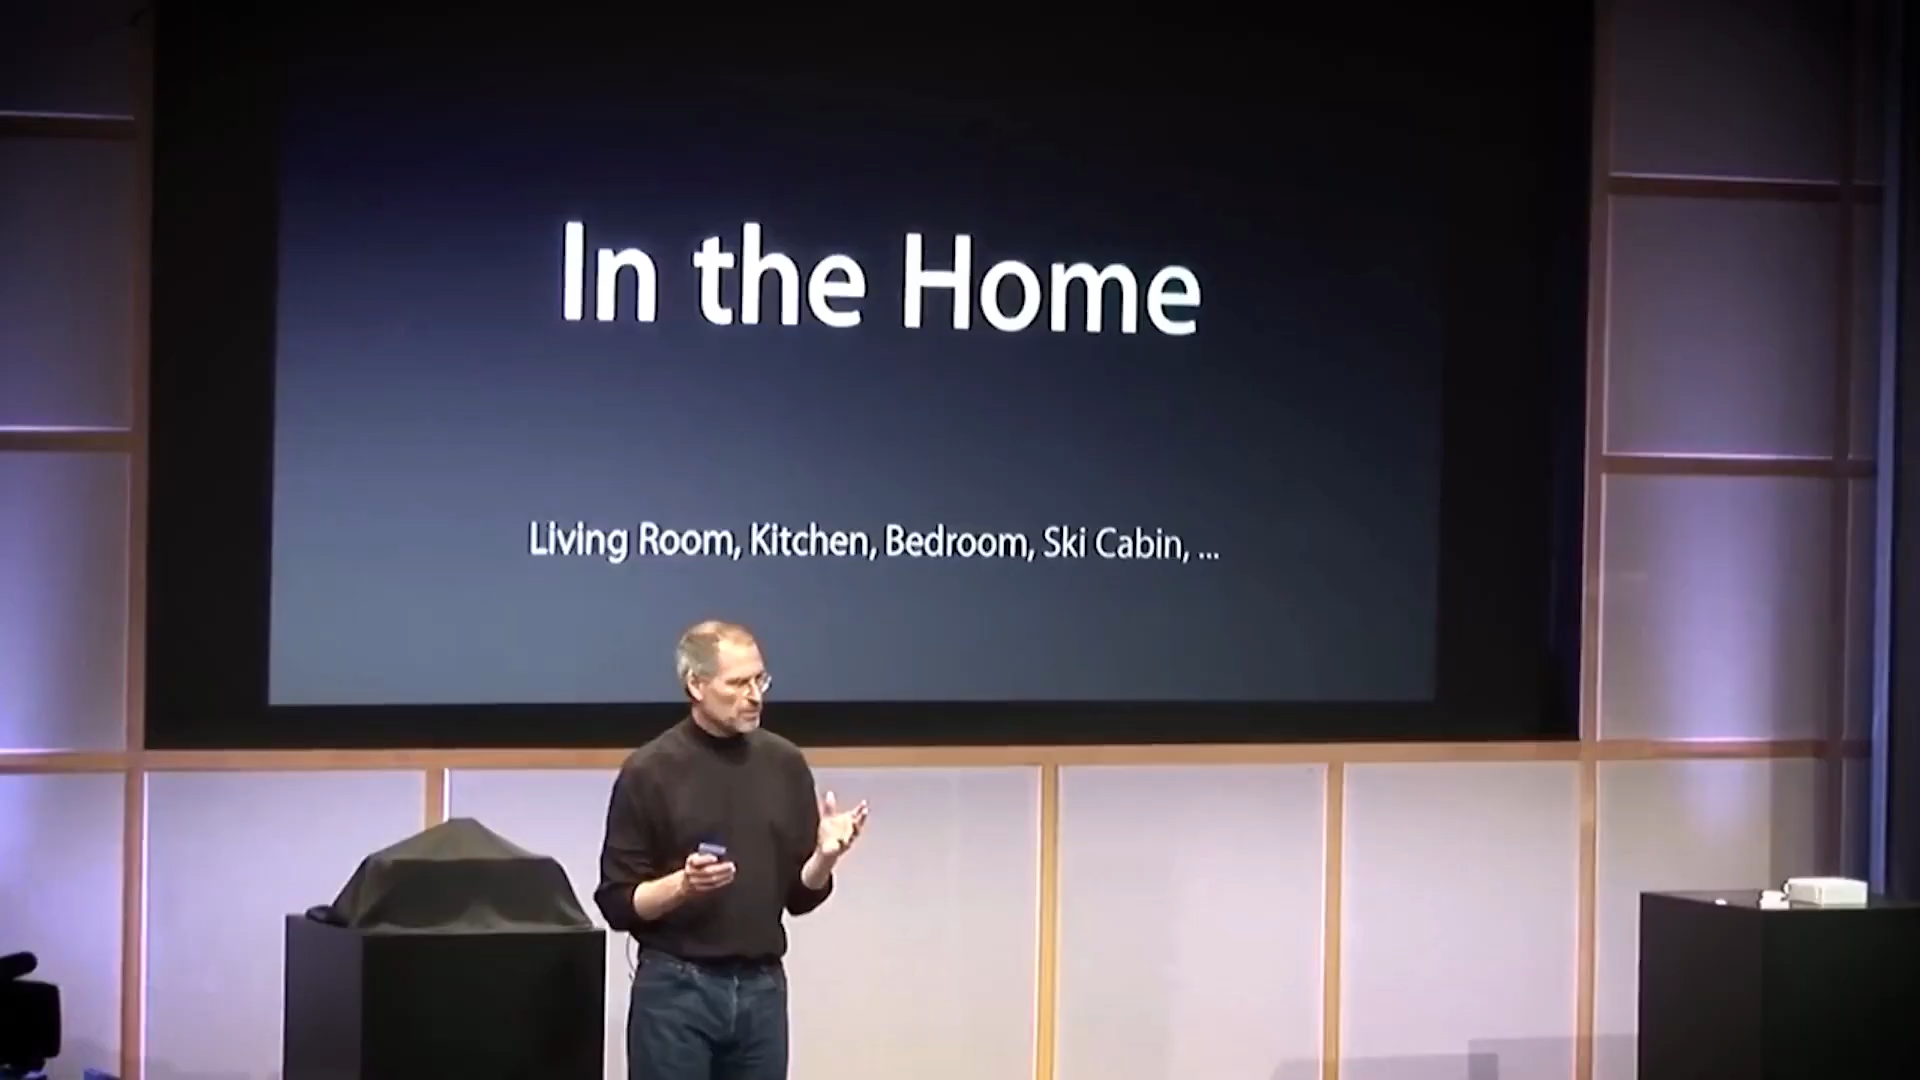 In the Home
Living Room, Kitchen, Bedroom, Ski Cabin, ...